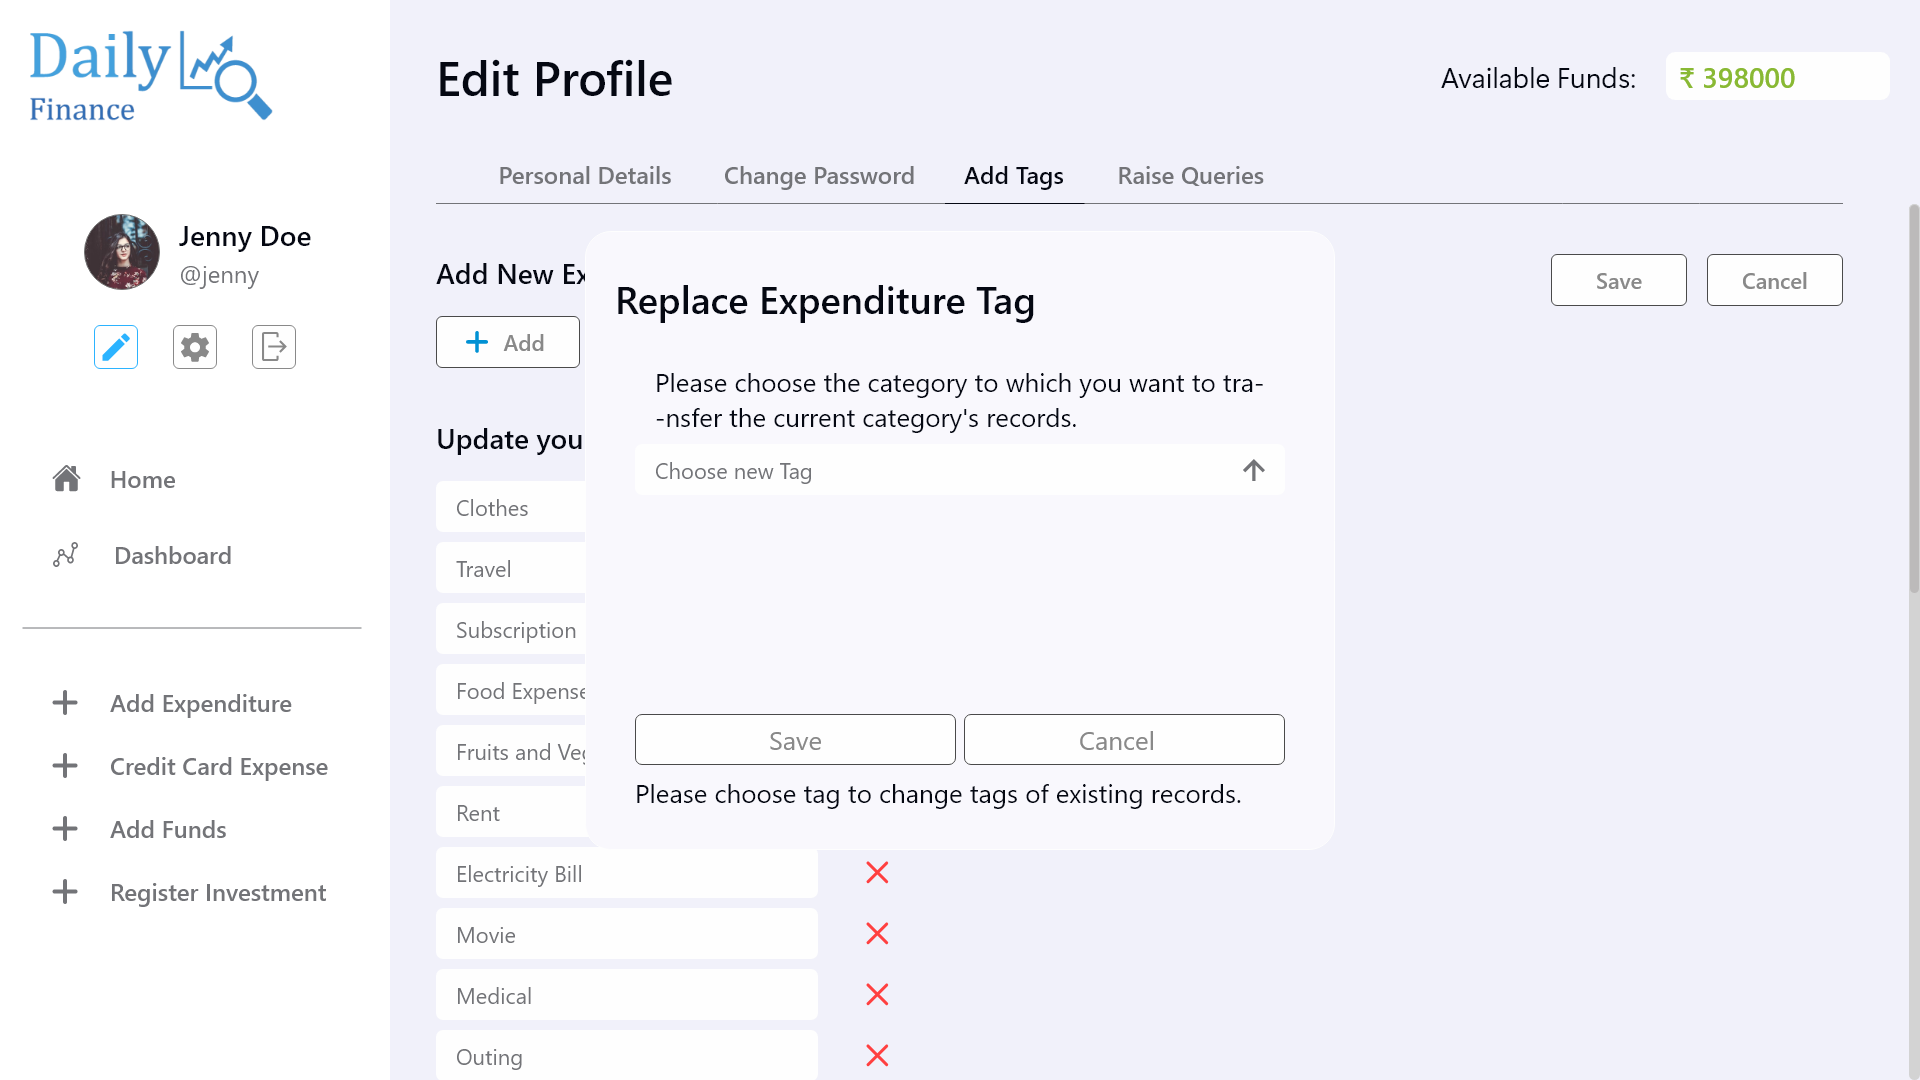 Daily
Finance
Jenny Doe
@jenny
Home
Dashboard
Add Expenditure
Credit Card Expense
Add Funds
Register Investment
Edit Profile
Available Funds:
₹ 398000
Personal Details
Change Password
Add Tags
Raise Queries
Add New Ex
Add
Save
Cancel
Update you
Clothes
Travel
Subscription
Food Expense
Fruits and Veg
Rent
Electricity Bill
Movie
Medical
Outing
Replace Expenditure Tag
Please choose the category to which you want to tra-
-nsfer the current category's records.
Choose new Tag
Save
Cancel
Please choose tag to change tags of existing records.